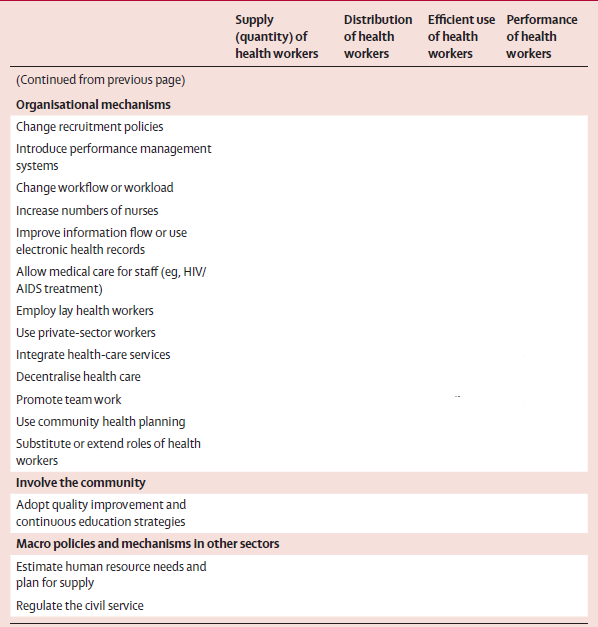 Supply (quantity) of health workers
Distribution of health workers
Efficient use of health workers
Performance of health workers
(Continued from previous page)
Organisational mechanisms
Change recruitment policies
Introduce performance management
systems
Change workflow or workload
Increase numbers of nurses
Improve information flow or use
electronic health records
Allow medical care for staff (eg, HIV/
AIDS treatment)
Employ lay health workers
Use private-sector workers
Integrate health-care services
Decentralise health care
Promote team work
Use community health planning
Substitute or extend roles of health
workers
Involve the community
Adopt quality improvement and
continuous education strategies
Macro policies and mechanisms in other sectors
Estimate human resource needs and
plan for supply
Regulate the civil service